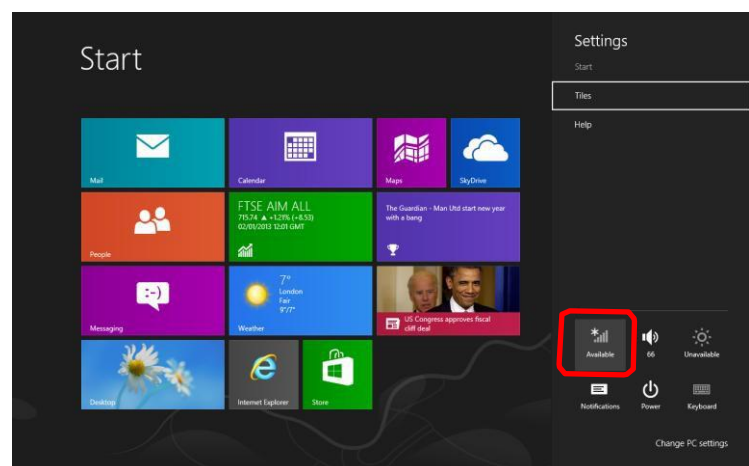 Start
Mail
Calendar
Maps
SkyDrive
People
FTSE AIM ALL
715.74 ▲ +1.21% (+8.53)
02/01/2013 12:01 GMT
The Guardian - Man Utd start new year
with a bang
Messaging
7°
London
Fair
9°/7°
Weather
US Congress approves fiscal
cliff deal
Desktop
Internet Explorer
Store
Settings
Start
Tiles
Help
Available
66
Unavailable
Notifications
Power
Keyboard
Change PC settings